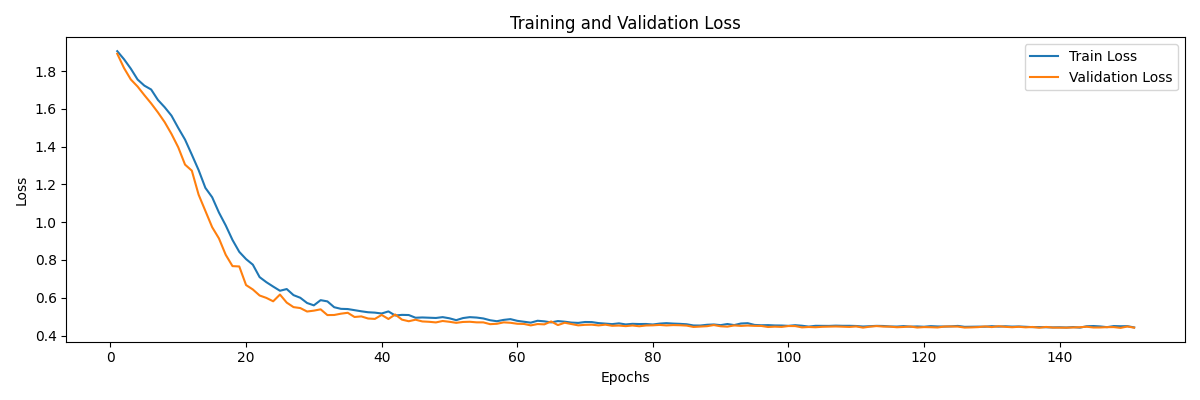 Training and Validation Loss
Train Loss
Validation Loss
Loss
1.8
1.6
1.4
1.2
1.0
0.8
0.6
0.4
0 20 40 60 80 100 120 140
Epochs